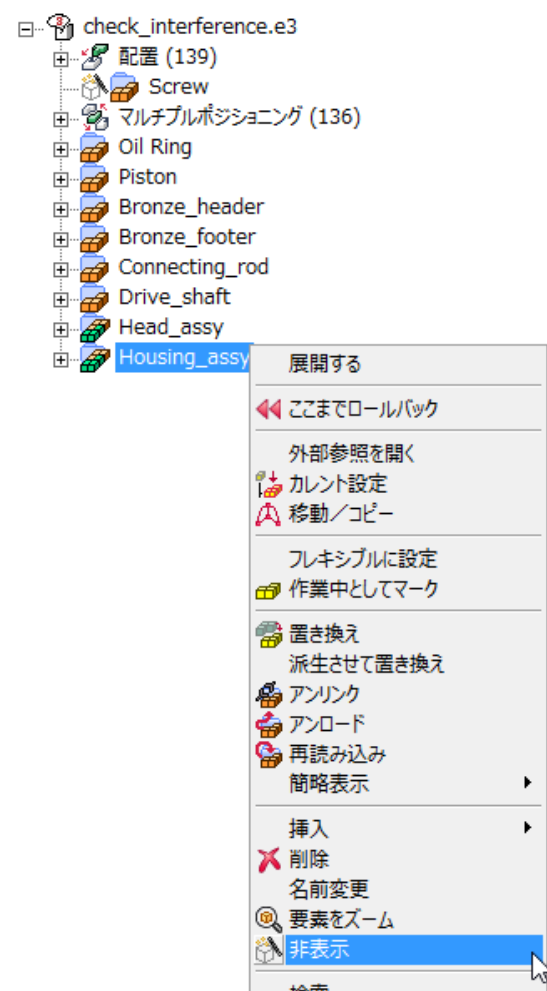 check_interference.e3
配置 (139)
Screw
マルチプルポジショニング (136)
Oil Ring
Piston
Bronze_header
Bronze_footer
Connecting_rod
Drive_shaft
Head_assy
Housing_assy
展開する
ここまでロールバック
外部参照を開く
カレント設定
移動／コピー
フレキシブルに設定
作業中としてマーク
置き換え
派生させて置き換え
アンリンク
アンロード
再読み込み
簡略表示
挿入
削除
名前変更
要素をズーム
非表示